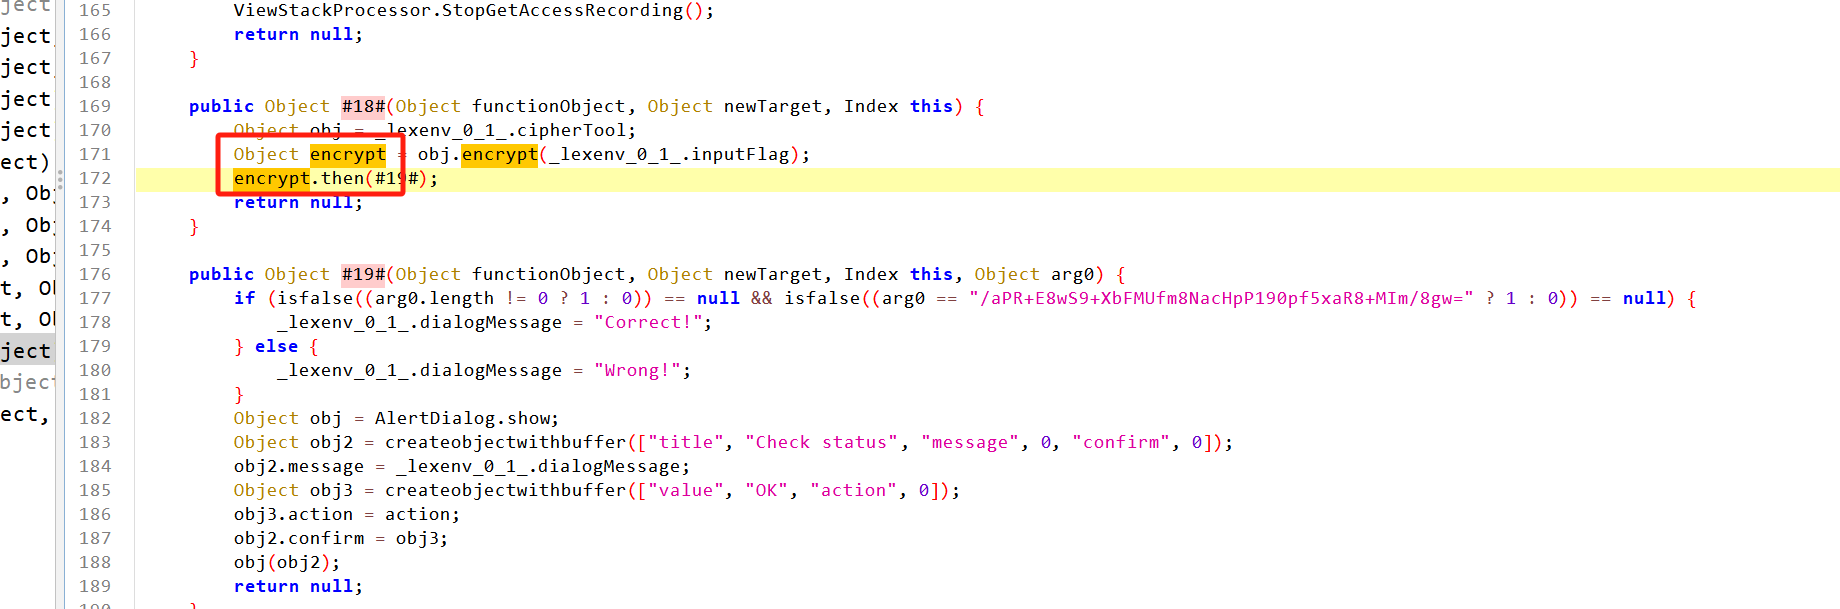 ject
ject,
ject,
ject
ject
ect)
, Obj
, Obj
, Obj
t, Ob
t, Ob
ject
bject
ect,
165 ViewStackProcessor.StopGetAccessRecording();
166 return null;
167 }
168
169 public Object #18#(Object functionObject, Object newTarget, Index this) {
170 Object obj = _lexenv_0_1_.cipherTool;
171 Object encrypt = obj.encrypt(_lexenv_0_1_.inputFlag);
172 encrypt.then(#19#);
173 return null;
174 }
175
176 public Object #19#(Object functionObject, Object newTarget, Index this, Object arg0) {
177 if (isfalse((arg0.length != 0 ? 1 : 0)) == null && isfalse((arg0 == "/aPR+E8wS9+XbFMUfm8NacHpP190pf5xaR8+MIm/8gw=" ? 1 : 0)) == null) {
178 _lexenv_0_1_.dialogMessage = "Correct!";
179 } else {
180 _lexenv_0_1_.dialogMessage = "Wrong!";
181 }
182 Object obj = AlertDialog.show;
183 Object obj2 = createobjectwithbuffer(["title", "Check status", "message", 0, "confirm", 0]);
184 obj2.message = _lexenv_0_1_.dialogMessage;
185 Object obj3 = createobjectwithbuffer(["value", "OK", "action", 0]);
186 obj3.action = action;
187 obj2.confirm = obj3;
188 obj(obj2);
189 return null;
190 }